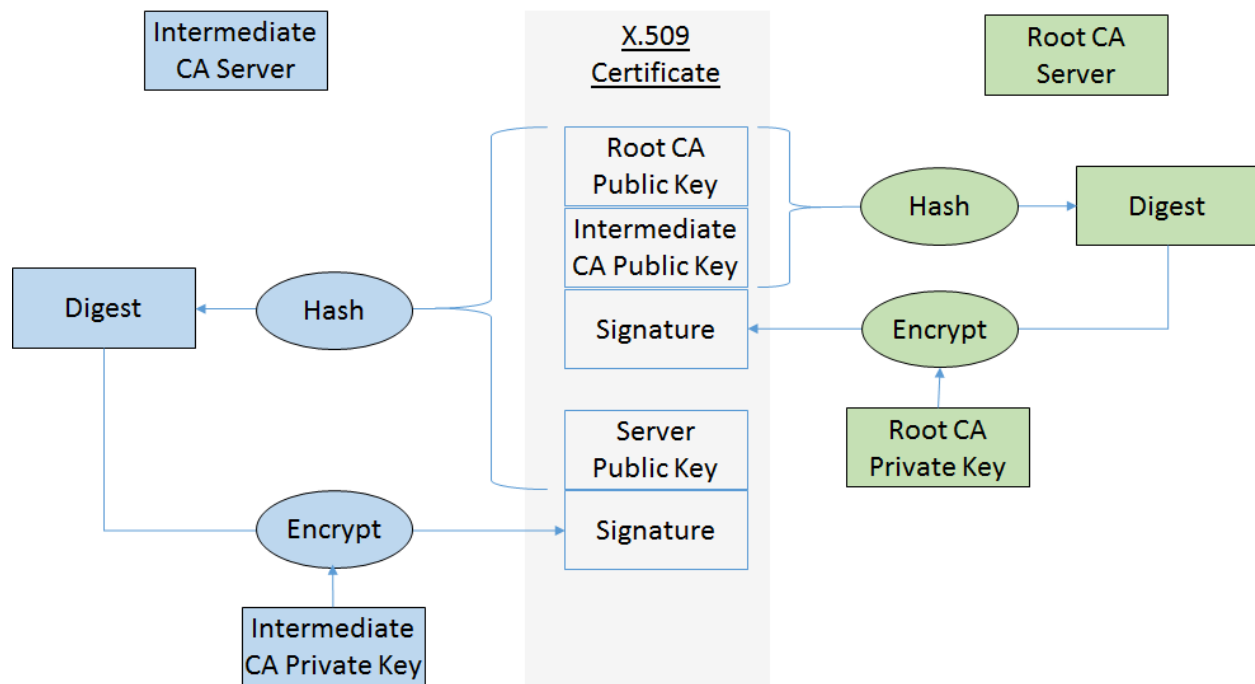 Intermediate
CA Server
X.509
Certificate
Root CA
Server
Root CA
Public Key
Intermediate
CA Public Key
Signature
Server
Public Key
Signature
Hash
Digest
Encrypt
Root CA
Private Key
Digest
Hash
Encrypt
Intermediate
CA Private Key